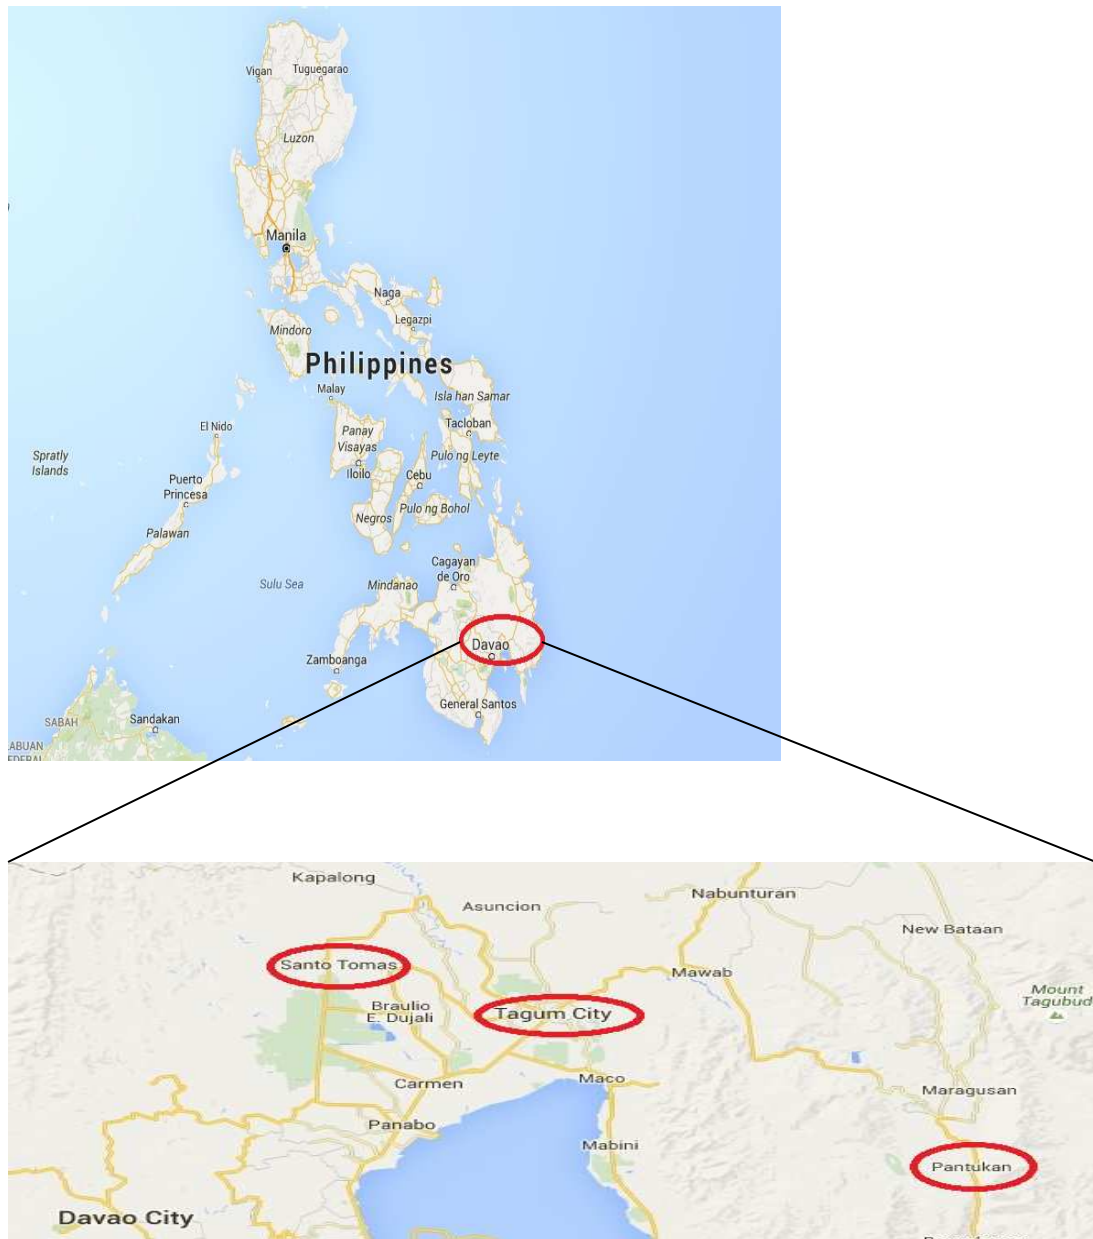 Vigan
Tuguegarao
Luzon
Manila
Naga
Legazpi
Mindoro
Philippines
Malay
Isla han Samar
Tacloban
El Nido
Panay
Visayas
Pulo ng Leyte
Spratly
Islands
Iloilo
Cebu
Puerto
Princesa
Negros
Pulo ng Bohol
Palawan
Cagayan
de Oro
Sulu Sea
Mindanao
Davao
Zamboanga
General Santos
SABAH
Sandakan
ABUAN
Kapalong
Asuncion
Nabunturan
New Bataan
Santo Tomas
Mawab
Mount
Tagubud
Braulio
E. Dujali
Tagum City
Carmen
Maco
Maragusan
Panabo
Mabini
Pantukan
Davao City